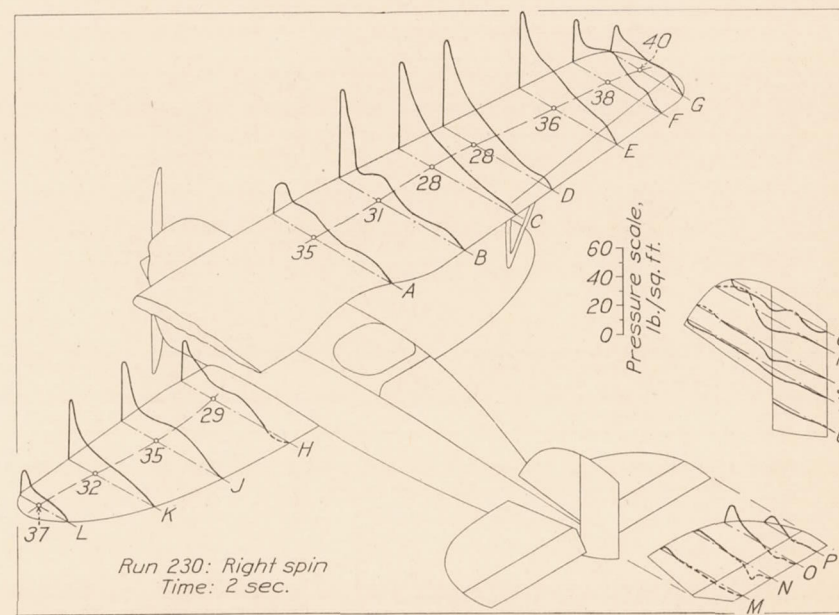 40
G
38
F
36
E
28
D
28
C
31
B
35
A
Pressure scale,
lb./sq. ft.
60
40
20
0
29
H
35
J
32
K
37
L
Run 230: Right spin
Time: 2 sec.
P
O
N
M